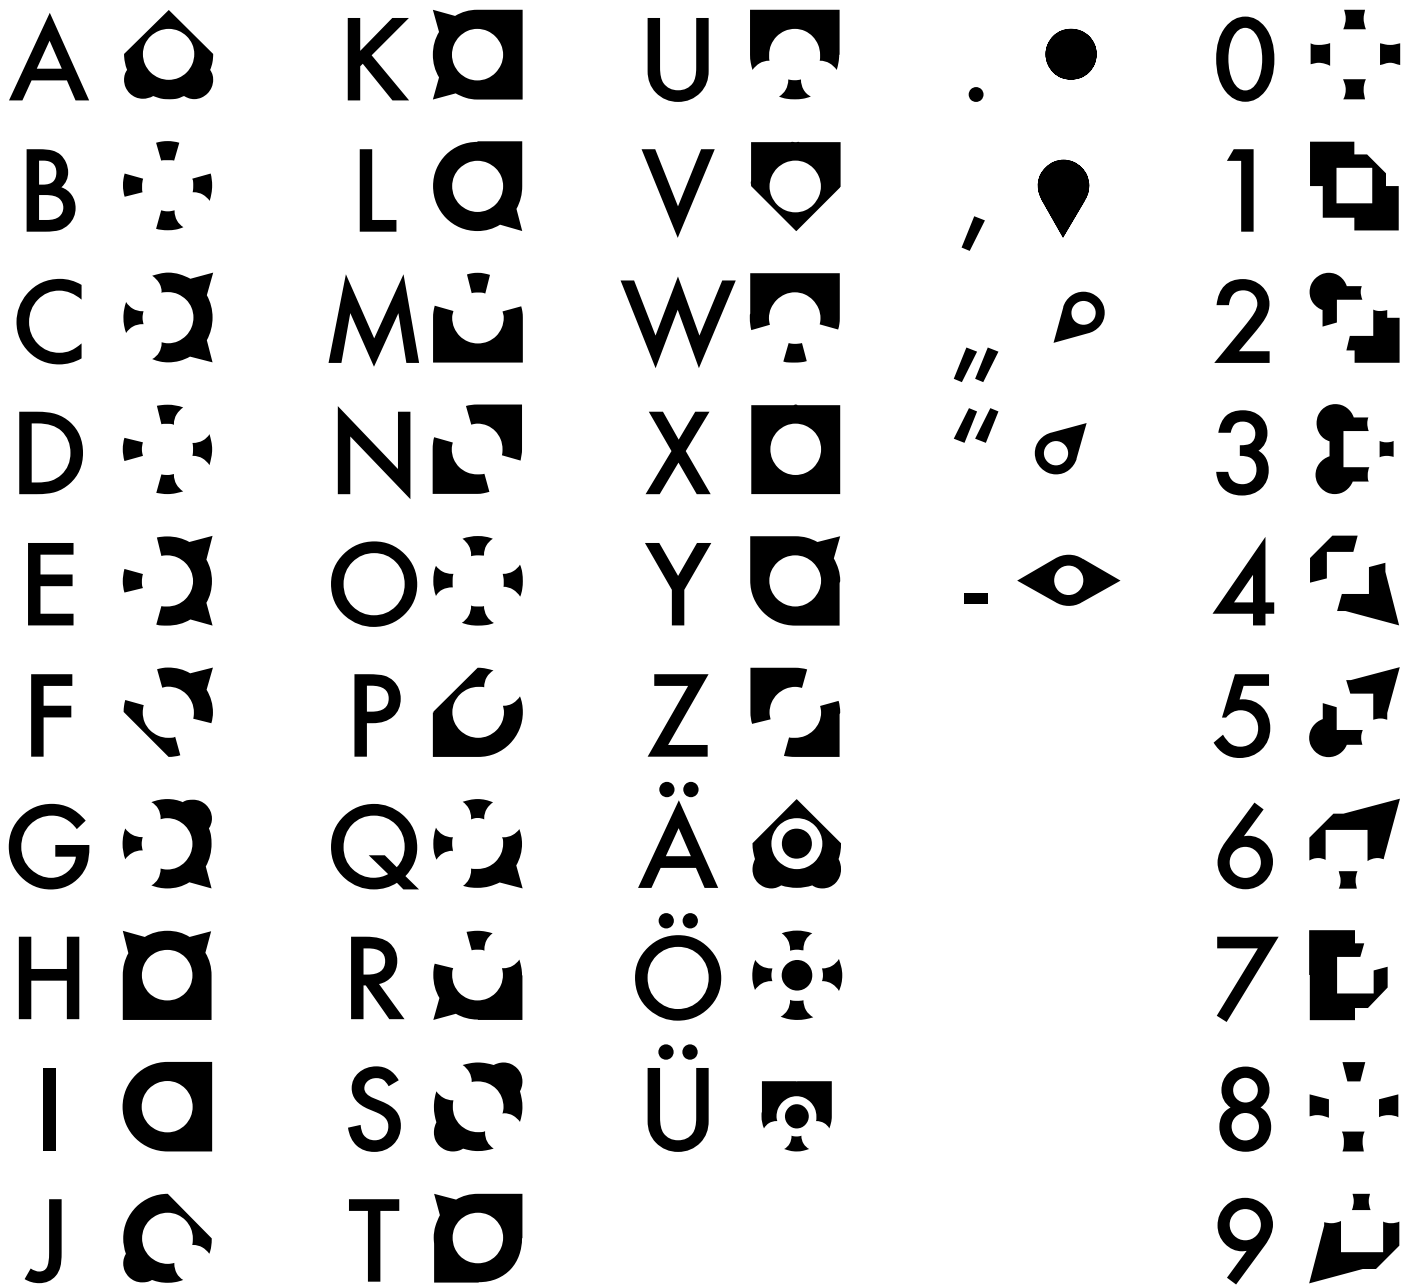 A K U . 0
B L V , 1
C M W „ 2
D N X " 3
E O Y - 4
F P Z 5
G Q Ä 6
H R Ö 7
I S Ü 8
J T 9